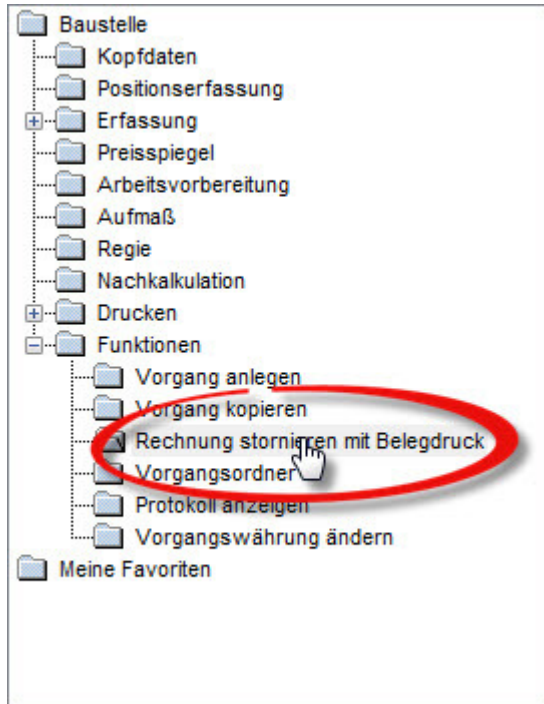 Baustelle
Kopfdaten
Positionserfassung
Erfassung
Preisspiegel
Arbeitsvorbereitung
Aufmaß
Regie
Nachkalkulation
Drucken
Funktionen
Vorgang anlegen
Vorgang kopieren
Rechnung stornieren mit Belegdruck
Vorgangsordner
Protokoll anzeigen
Vorgangswährung ändern
Meine Favoriten